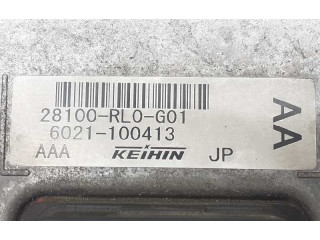 28100-RL0-G01
6021-100413
AAA KEIHIN JP
AA